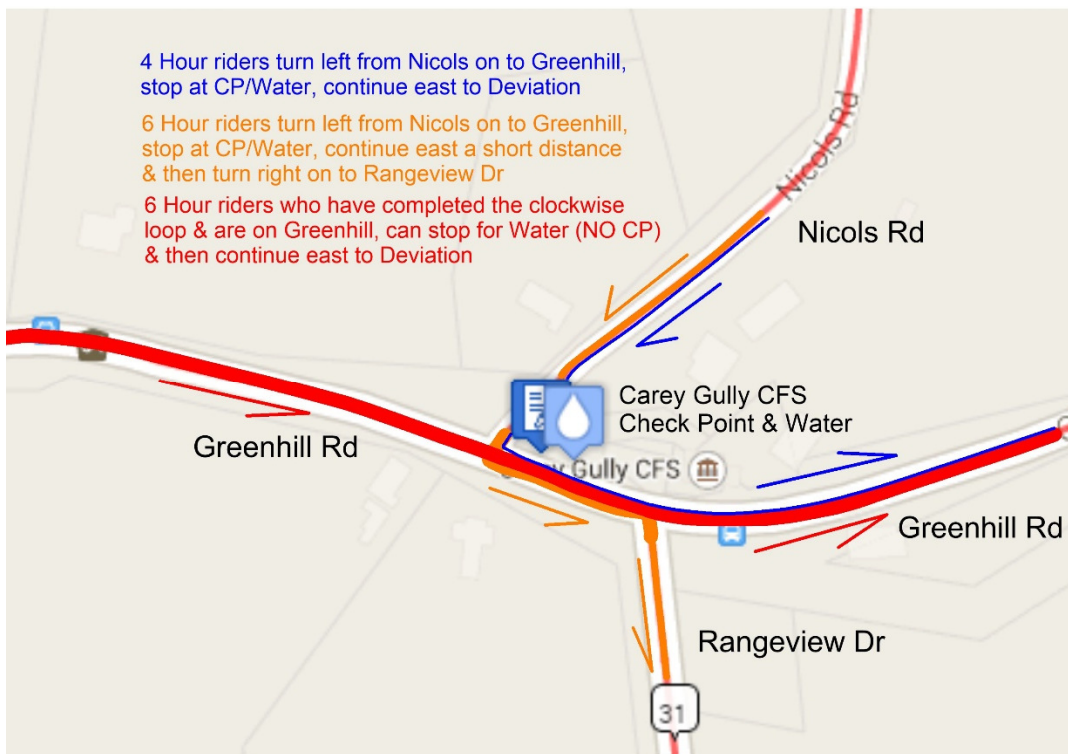 4 Hour riders turn left from Nicols on to Greenhill,
stop at CP/Water, continue east to Deviation
6 Hour riders turn left from Nicols on to Greenhill,
stop at CP/Water, continue east a short distance
& then turn right on to Rangeview Dr
6 Hour riders who have completed the clockwise
loop & are on Greenhill, can stop for Water (NO CP)
& then continue east to Deviation
Nicols Rd
Nicols Rd
Carey Gully CFS
Check Point & Water
Greenhill Rd
Gully CFS
Greenhill Rd
Rangeview Dr
31